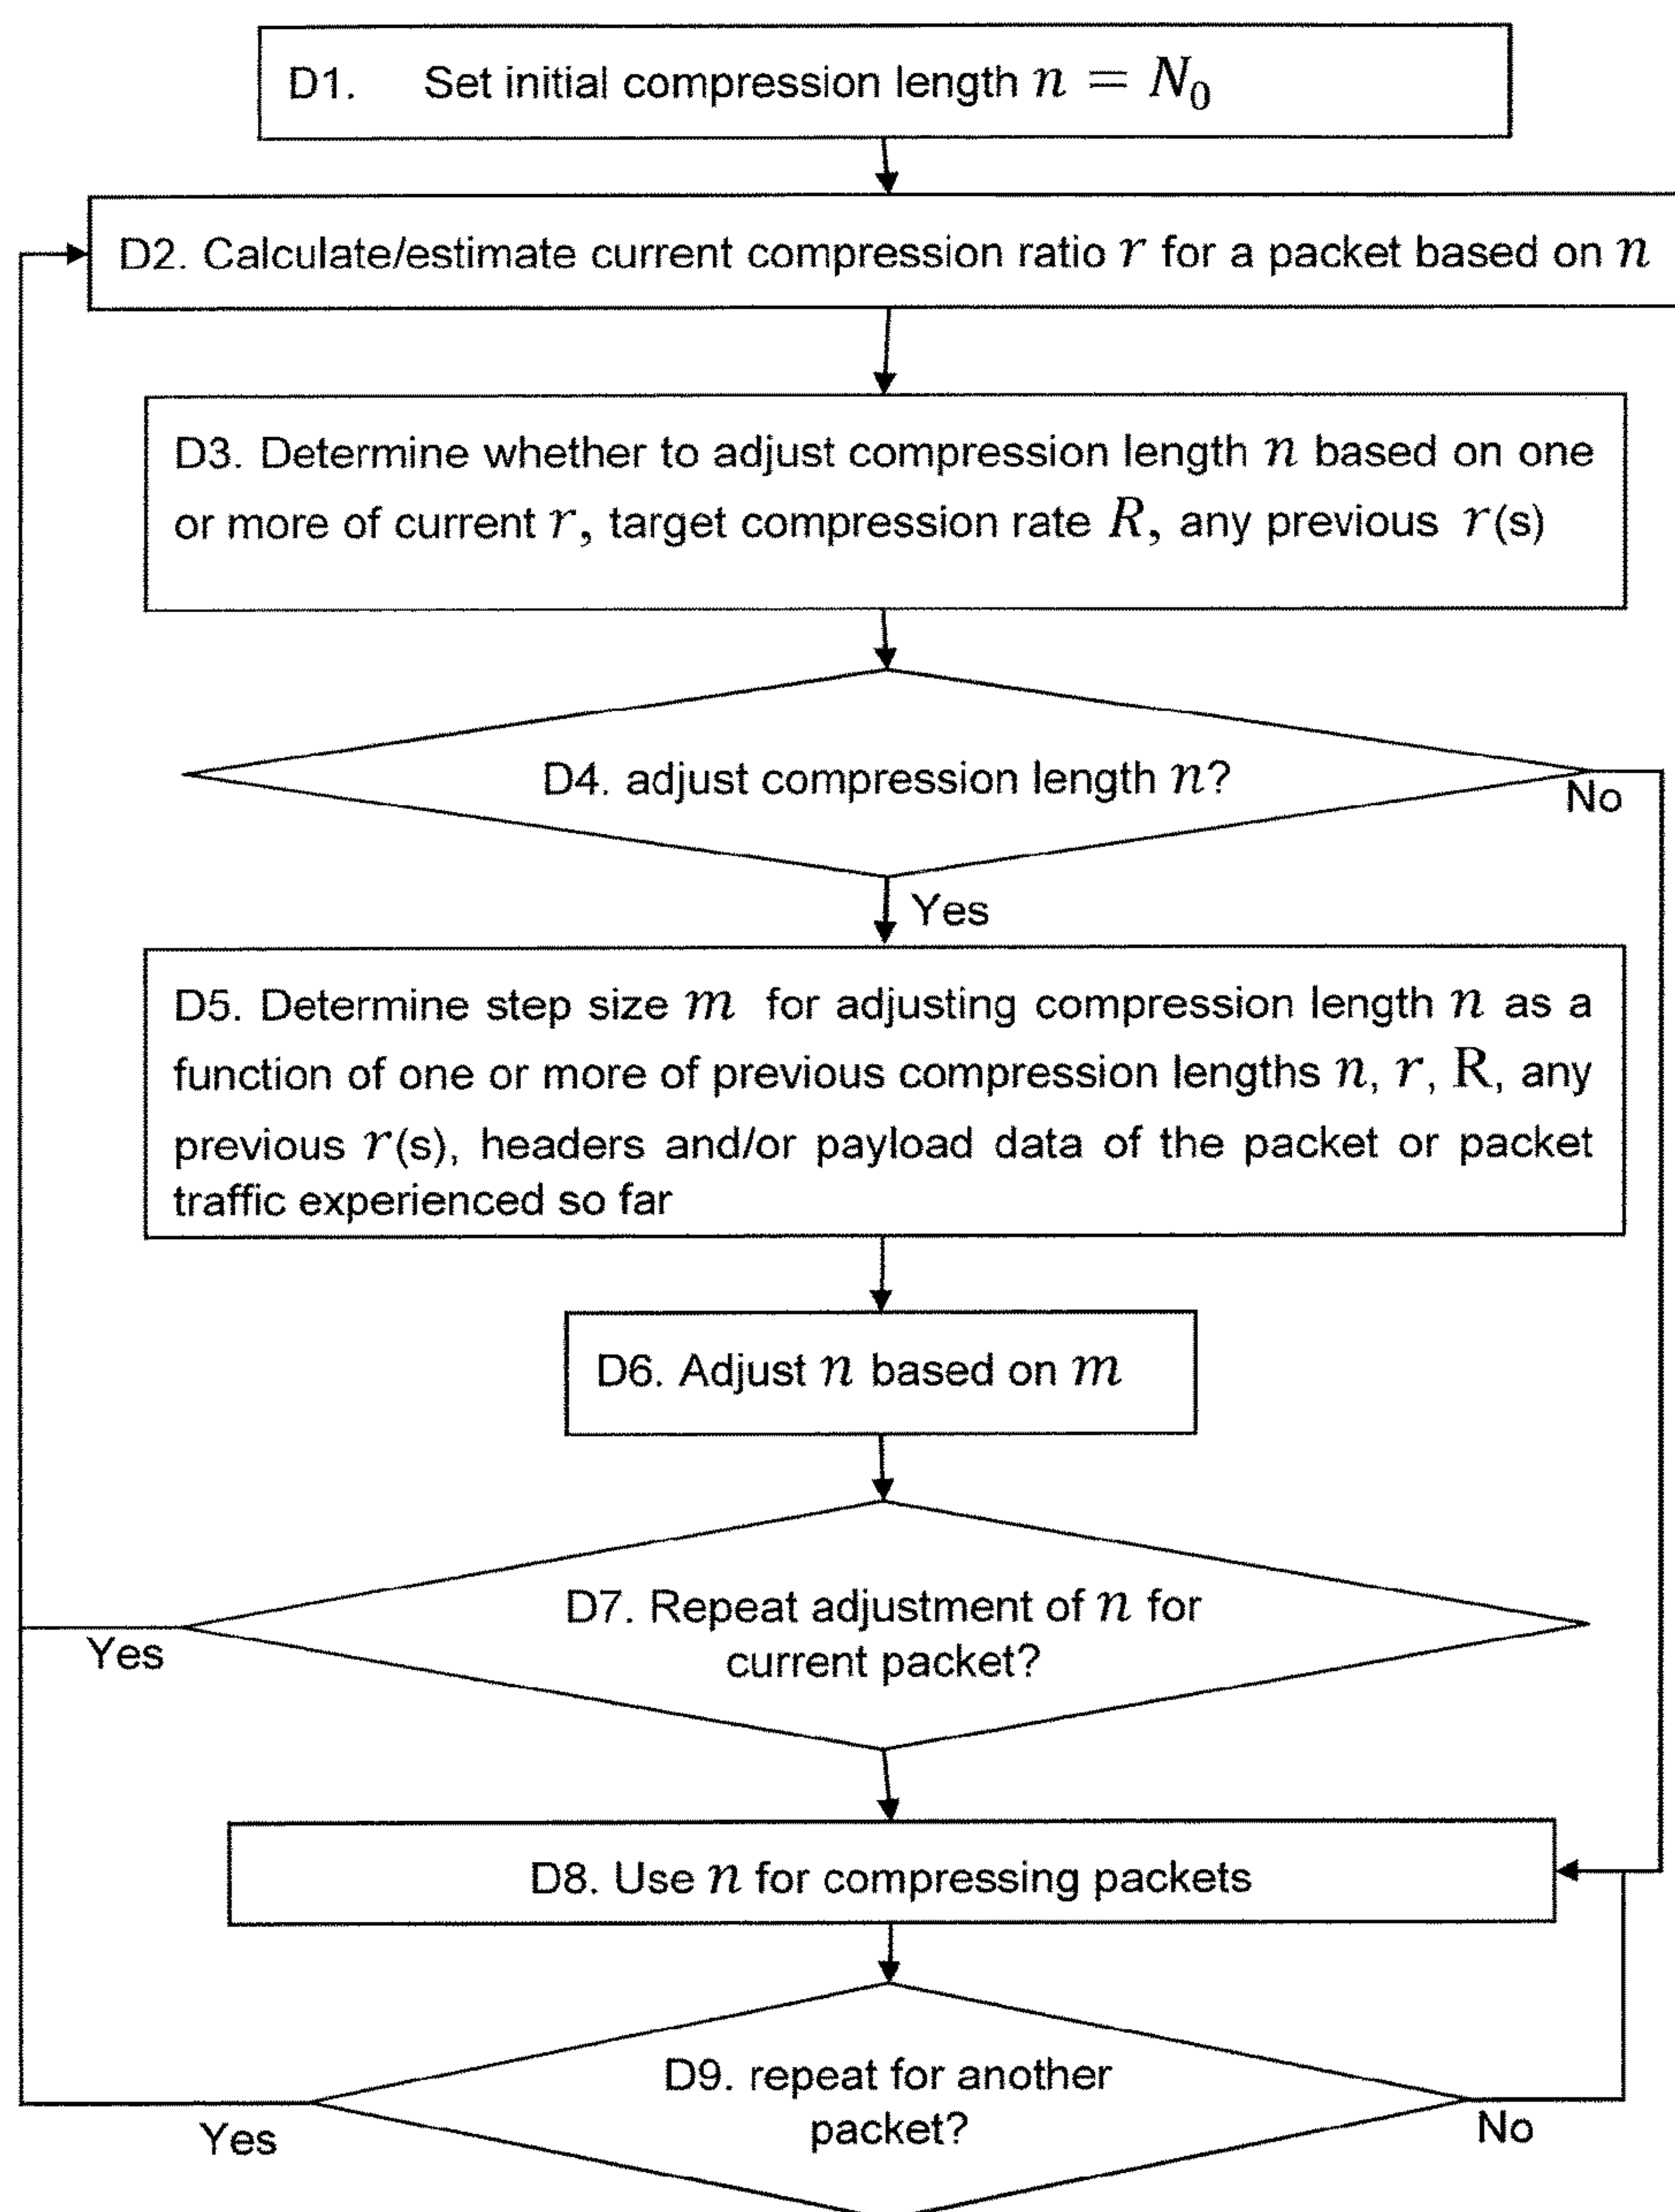 D1. Set initial compression length n = N₀
D2. Calculate/estimate current compression ratio r for a packet based on n
D3. Determine whether to adjust compression length n based on one
or more of current r, target compression rate R, any previous r(s)
D4. adjust compression length n?
No
Yes
D5. Determine step size m for adjusting compression length n as a
function of one or more of previous compression lengths n, r, R, any
previous r(s), headers and/or payload data of the packet or packet
traffic experienced so far
D6. Adjust n based on m
D7. Repeat adjustment of n for
current packet?
Yes
D8. Use n for compressing packets
D9. repeat for another
packet?
Yes
No